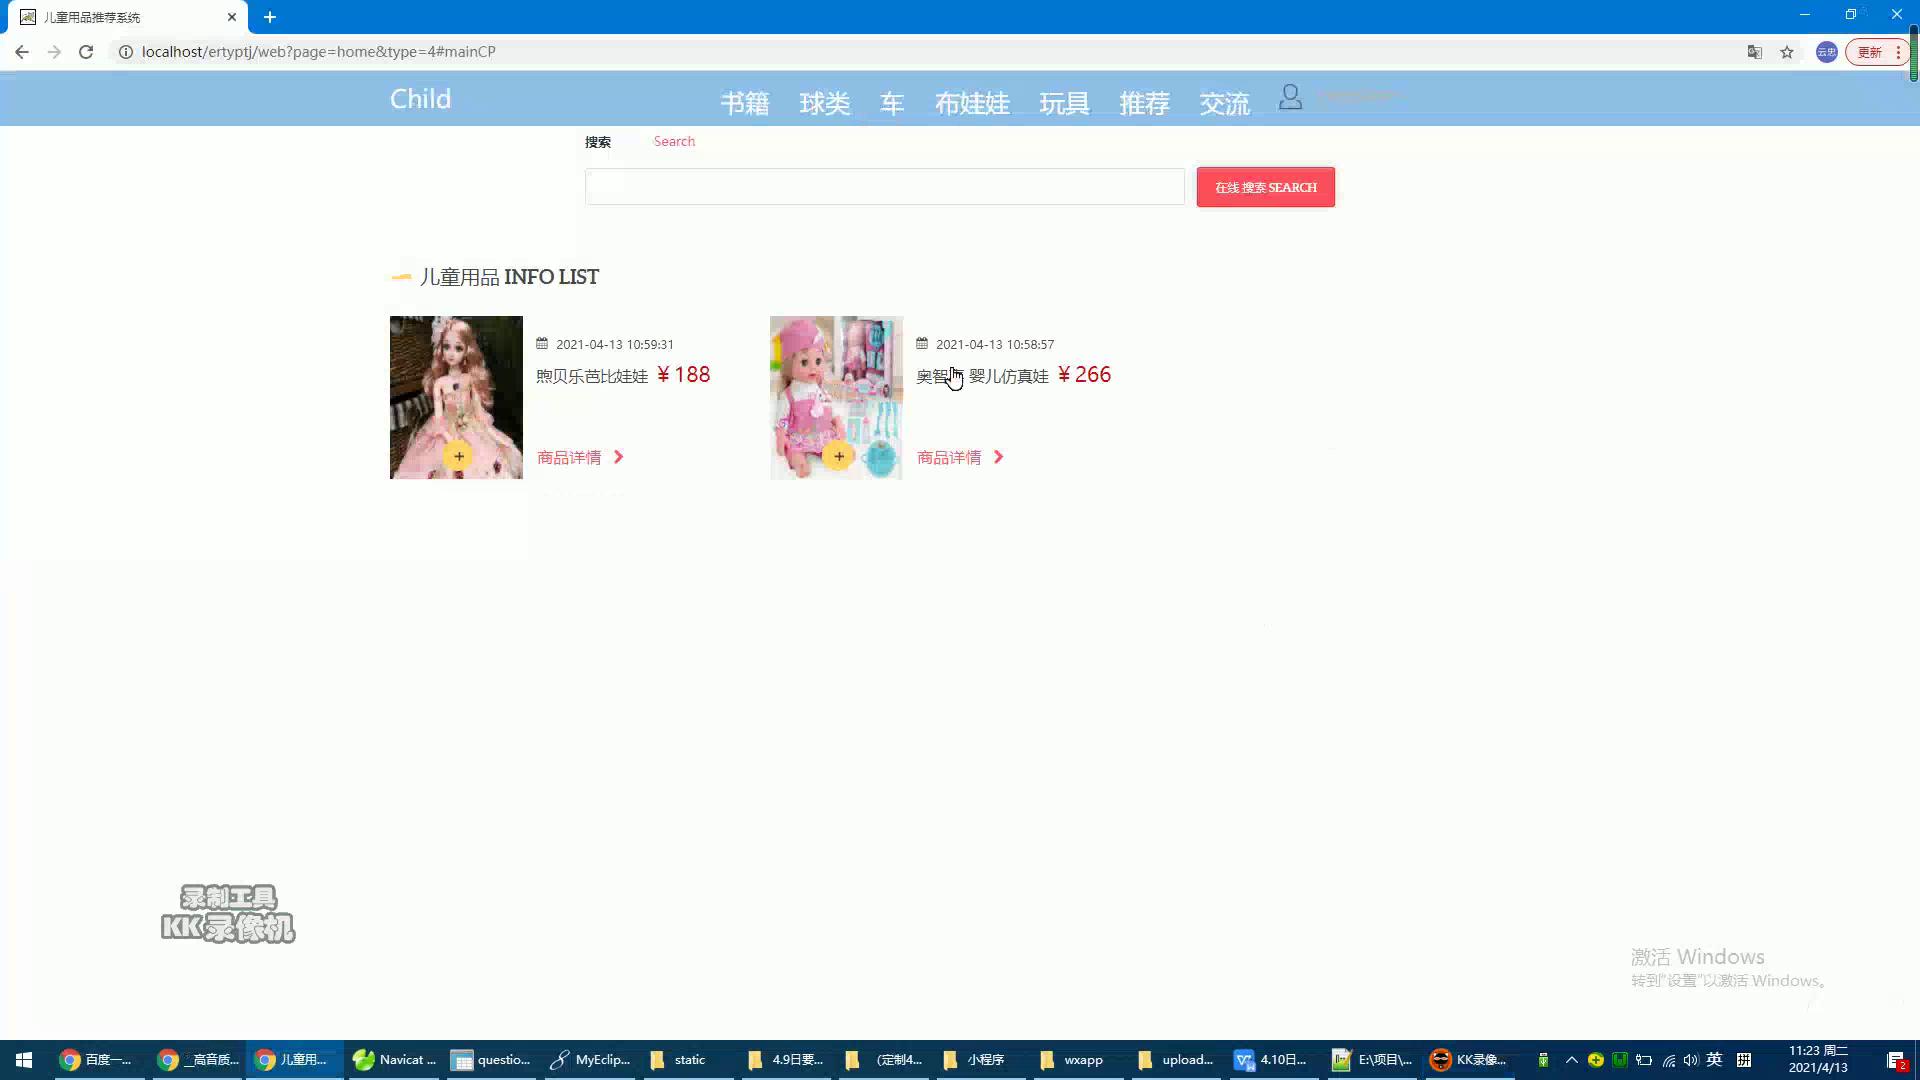 儿童用品推荐系统
localhost/ertyptj/web?page=home&type=4#mainCP
云忠
更新
Child
书籍
球类
车
布娃娃
玩具
推荐
交流
搜索
Search
在线 搜索 SEARCH
儿童用品 INFO LIST
2021-04-13 10:59:31
煦贝乐芭比娃娃 ¥ 188
商品详情
2021-04-13 10:58:57
奥智 婴儿仿真娃 ¥ 266
商品详情
录制工具
KK录像机
激活 Windows
转到"设置"以激活 Windows。
百度一...
_高音质...
儿童用...
Navicat ...
questio...
MyEclip...
static
4.9日要...
（定制4...
小程序
wxapp
upload...
4.10日...
E:\项目\...
KK录像...
英
11:23 周二
2021/4/13
2